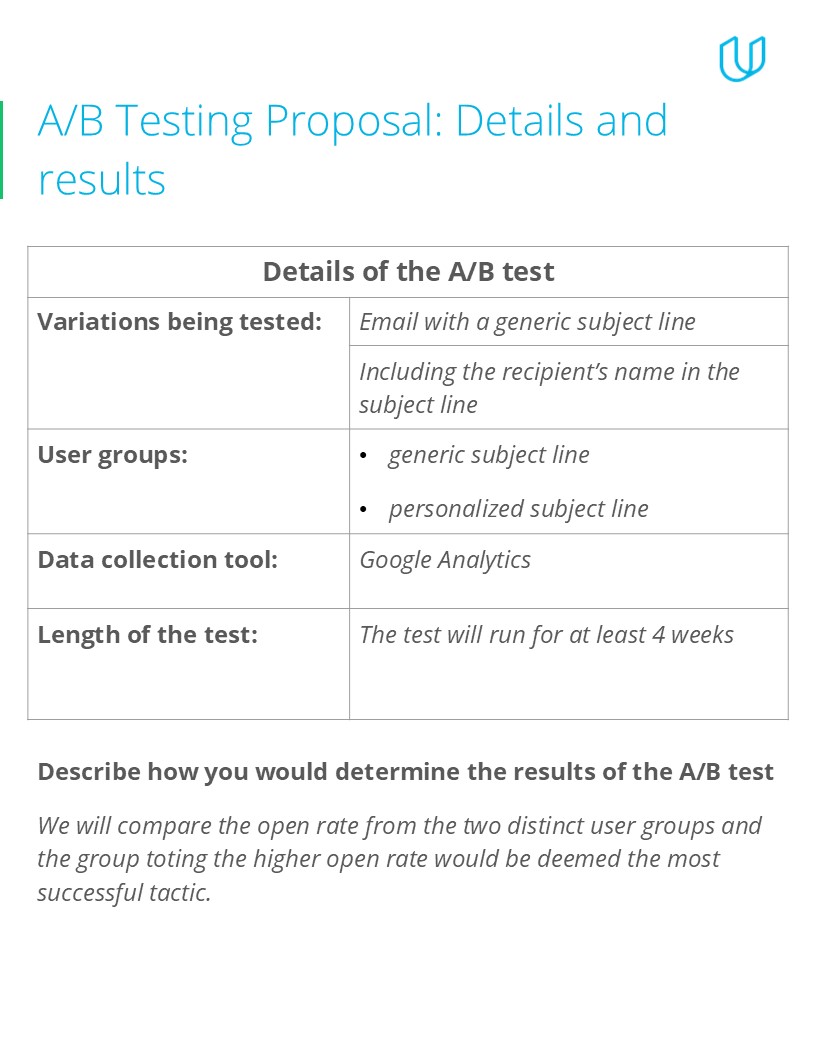 A/B Testing Proposal: Details and
results
Details of the A/B test
Variations being tested:
Email with a generic subject line
Including the recipient’s name in the
subject line
User groups:
• generic subject line
• personalized subject line
Data collection tool:
Google Analytics
Length of the test:
The test will run for at least 4 weeks
Describe how you would determine the results of the A/B test
We will compare the open rate from the two distinct user groups and
the group toting the higher open rate would be deemed the most
successful tactic.